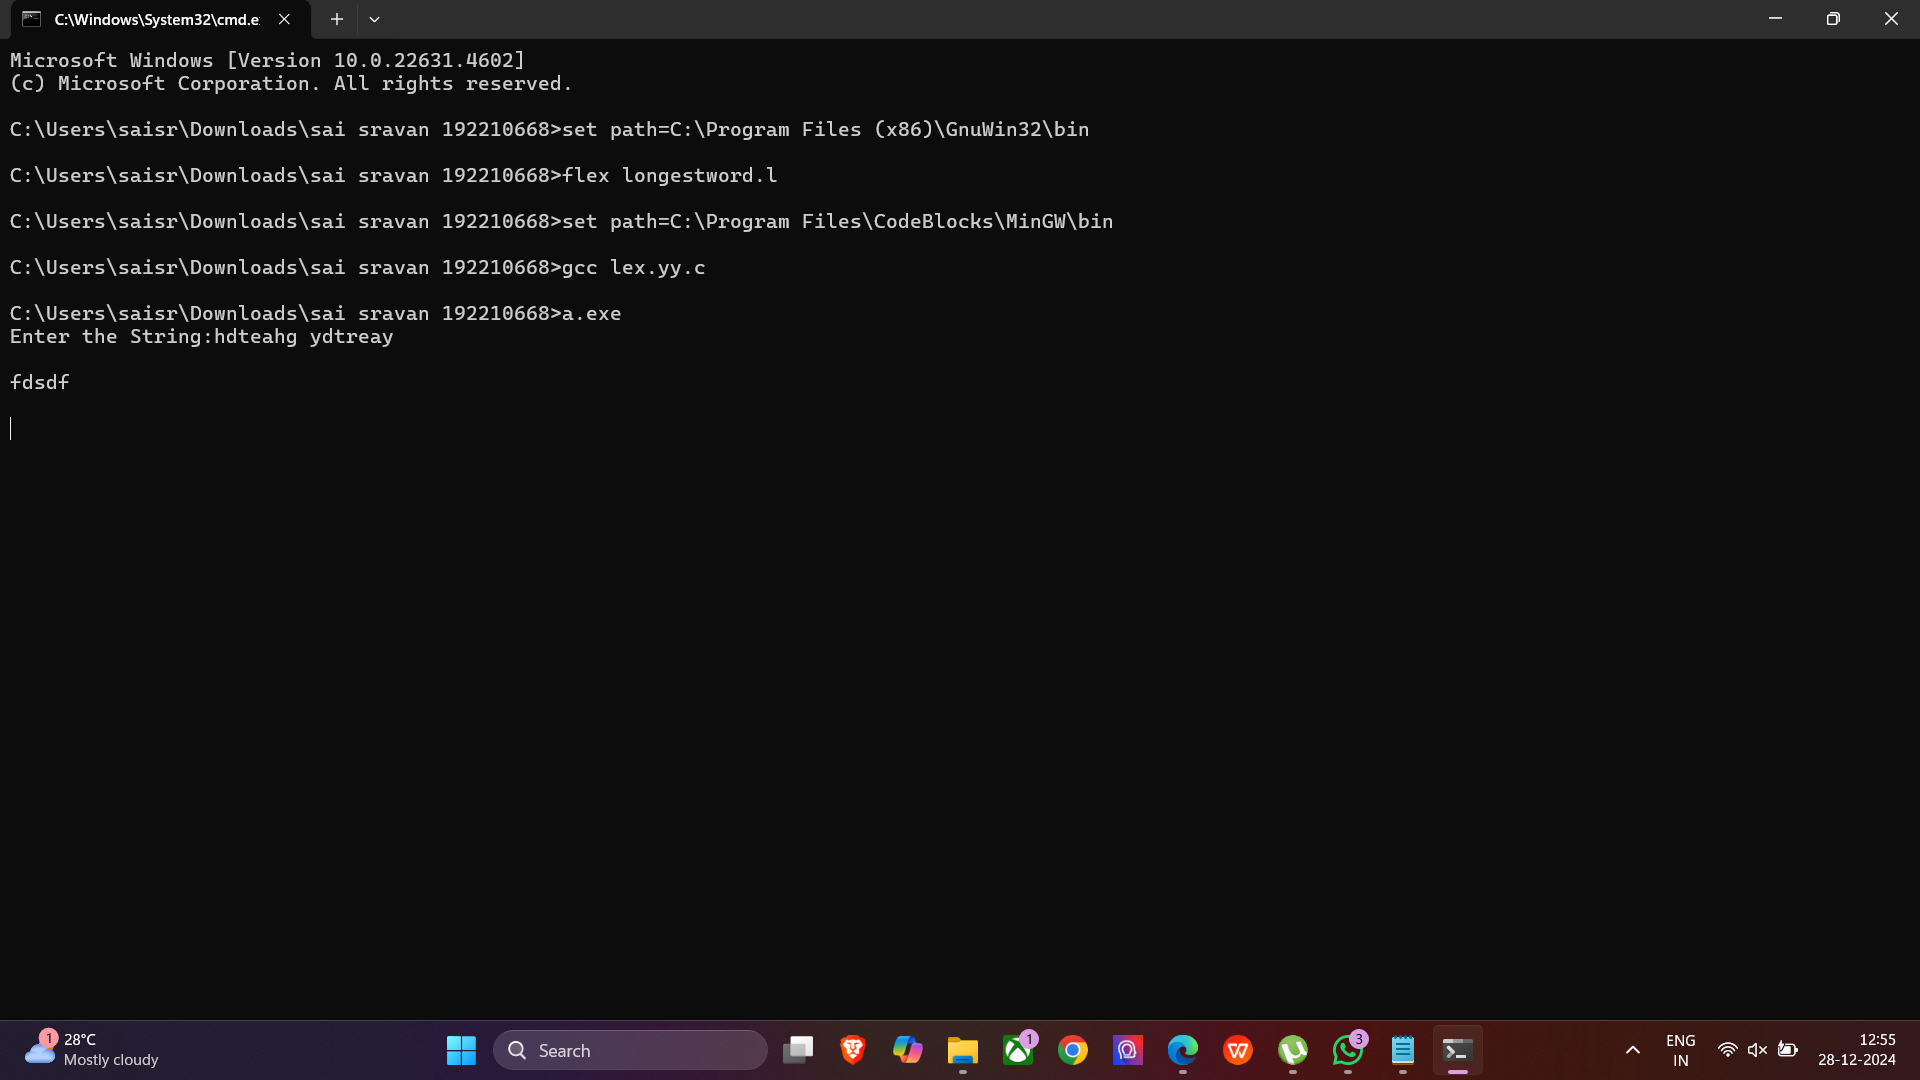 C:\Windows\System32\cmd.e
Microsoft Windows [Version 10.0.22631.4602]
(c) Microsoft Corporation. All rights reserved.
C:\Users\saisr\Downloads\sai sravan 192210668>set path=C:\Program Files (x86)\GnuWin32\bin
C:\Users\saisr\Downloads\sai sravan 192210668>flex longestword.l
C:\Users\saisr\Downloads\sai sravan 192210668>set path=C:\Program Files\CodeBlocks\MinGW\bin
C:\Users\saisr\Downloads\sai sravan 192210668>gcc lex.yy.c
C:\Users\saisr\Downloads\sai sravan 192210668>a.exe
Enter the String:hdteahg ydtreay
fdsdf
1
28°C
Mostly cloudy
Search
1
3
ENG
IN
12:55
28-12-2024